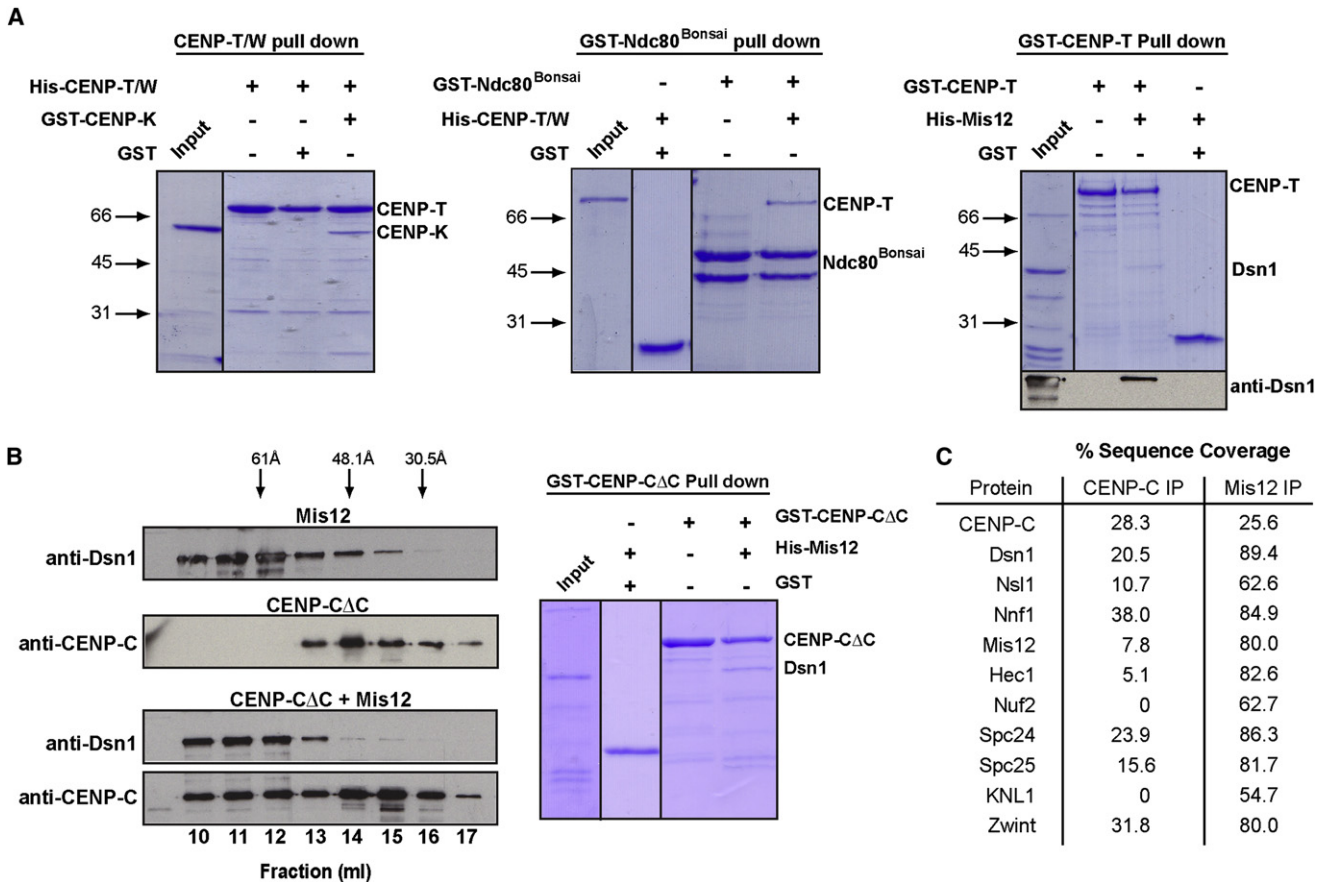 A
CENP-T/W pull down
His-CENP-T/W + + +
GST-CENP-K - - +
GST - + -
Input
66
45
31
CENP-T
CENP-K
GST-Ndc80 Bonsai pull down
GST-Ndc80 Bonsai - + +
His-CENP-T/W + - +
GST + - -
Input
66
45
31
CENP-T
Ndc80 Bonsai
GST-CENP-T Pull down
GST-CENP-T + + -
His-Mis12 - + +
GST - - +
Input
66
45
31
CENP-T
Dsn1
anti-Dsn1
B
61Å 48.1Å 30.5Å
Mis12
anti-Dsn1
CENP-CΔC
anti-CENP-C
CENP-CΔC + Mis12
anti-Dsn1
anti-CENP-C
10 11 12 13 14 15 16 17
Fraction (ml)
GST-CENP-CΔC Pull down
- + + GST-CENP-CΔC
+ - + His-Mis12
+ - - GST
Input
CENP-CΔC
Dsn1
C
% Sequence Coverage
Protein CENP-C IP Mis12 IP
CENP-C 28.3 25.6
Dsn1 20.5 89.4
Nsl1 10.7 62.6
Nnf1 38.0 84.9
Mis12 7.8 80.0
Hec1 5.1 82.6
Nuf2 0 62.7
Spc24 23.9 86.3
Spc25 15.6 81.7
KNL1 0 54.7
Zwint 31.8 80.0